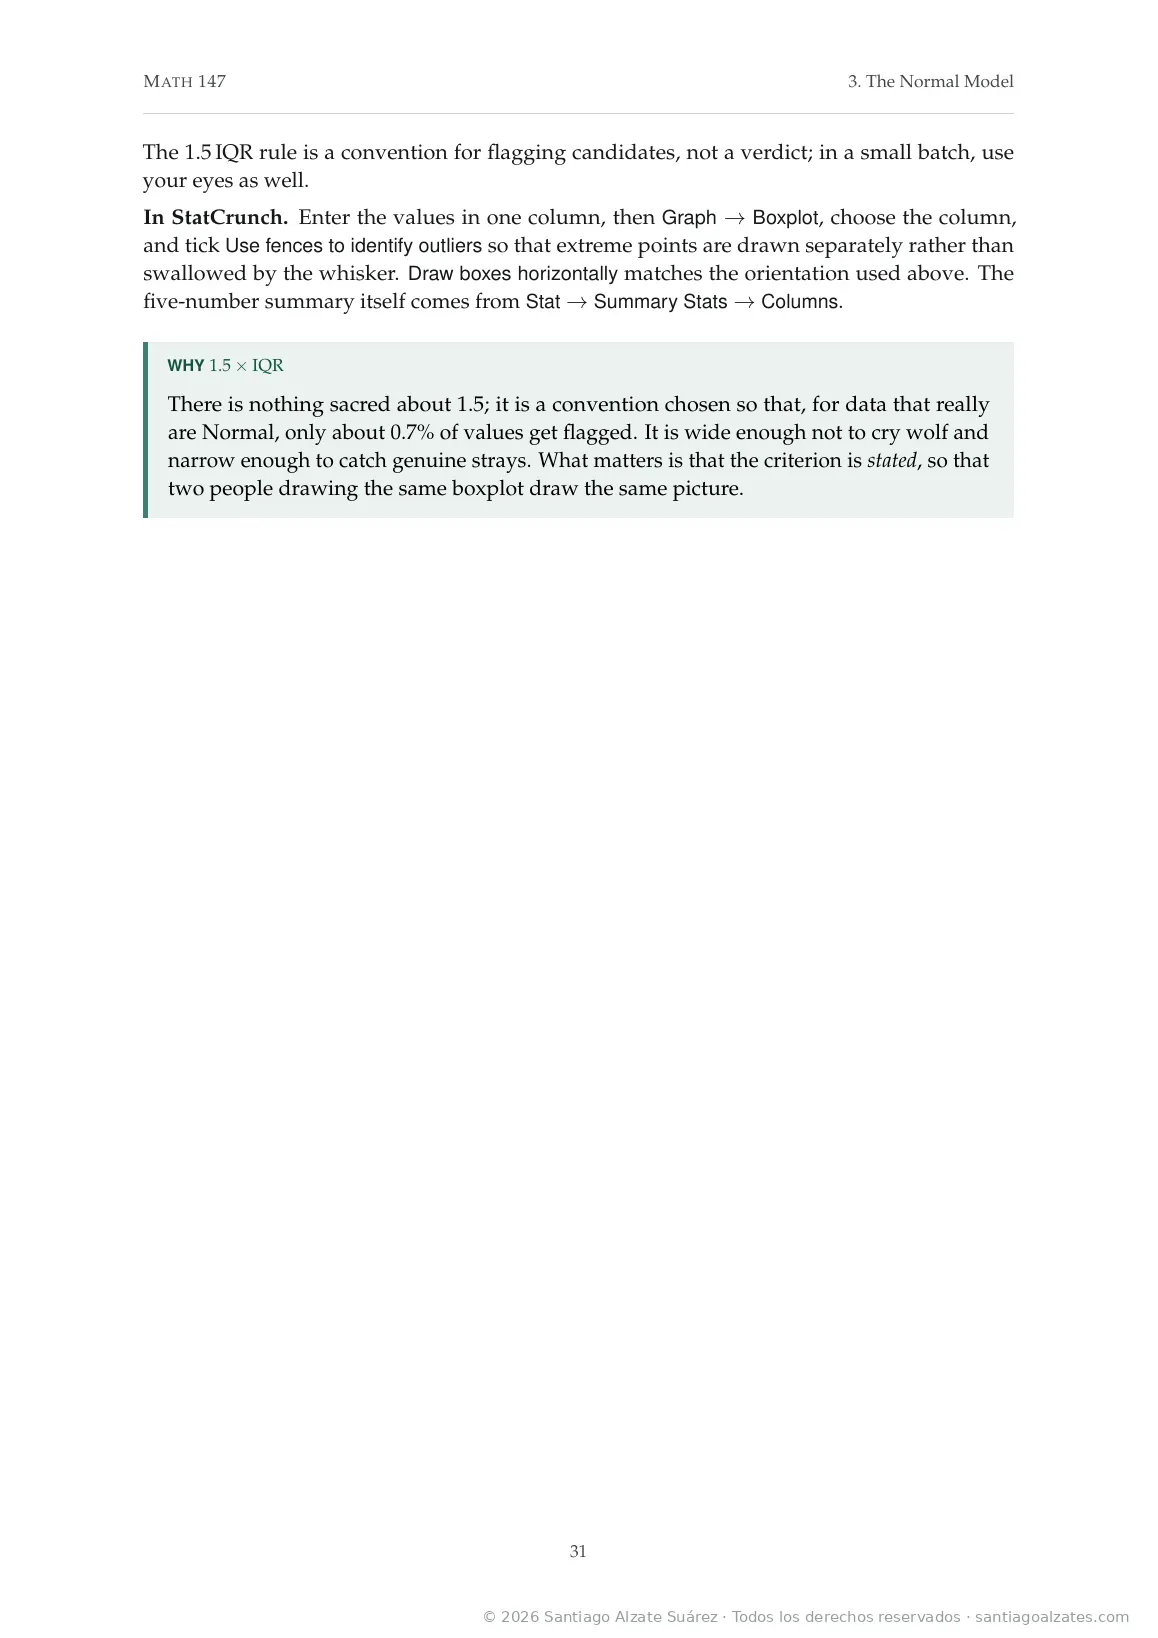 MATH 147
3. The Normal Model
The 1.5 IQR rule is a convention for flagging candidates, not a verdict; in a small batch, use
your eyes as well.
In StatCrunch. Enter the values in one column, then Graph → Boxplot, choose the column,
and tick Use fences to identify outliers so that extreme points are drawn separately rather than
swallowed by the whisker. Draw boxes horizontally matches the orientation used above. The
five-number summary itself comes from Stat → Summary Stats → Columns.
WHY 1.5 × IQR
There is nothing sacred about 1.5; it is a convention chosen so that, for data that really
are Normal, only about 0.7% of values get flagged. It is wide enough not to cry wolf and
narrow enough to catch genuine strays. What matters is that the criterion is stated, so that
two people drawing the same boxplot draw the same picture.
31
© 2026 Santiago Alzate Suárez · Todos los derechos reservados · santiagoalzates.com